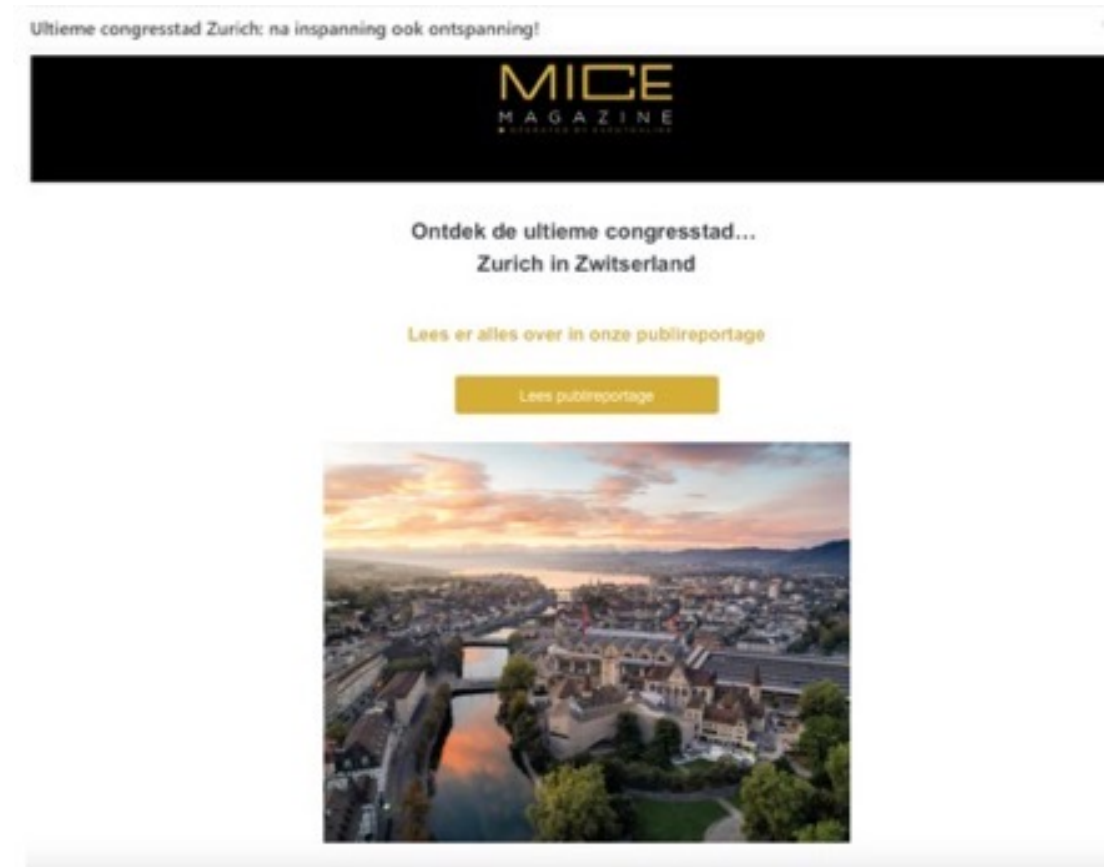 Ultieme congresstad Zurich: na inspanning ook ontspanning!
MICE
MAGAZINE
Ontdek de ultieme congresstad...
Zurich in Zwitserland
Lees er alles over in onze publireportage
Lees publireportage